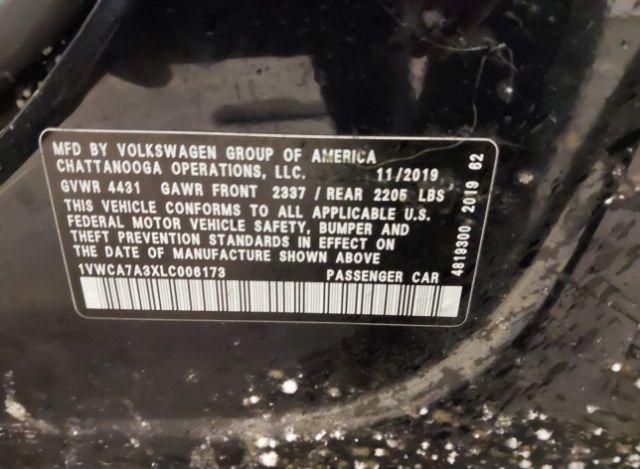 MFD BY VOLKSWAGEN GROUP OF AMERICA
CHATTANOOGA OPERATIONS, LLC. 11/2019
GVWR 4431 GAWR FRONT 2337 / REAR 2205 LBS
THIS VEHICLE CONFORMS TO ALL APPLICABLE U.S.
FEDERAL MOTOR VEHICLE SAFETY, BUMPER AND
THEFT PREVENTION STANDARDS IN EFFECT ON
THE DATE OF MANUFACTURE SHOWN ABOVE
1VWCA7A3XLC006173 PASSENGER CAR
4819300 2019 62